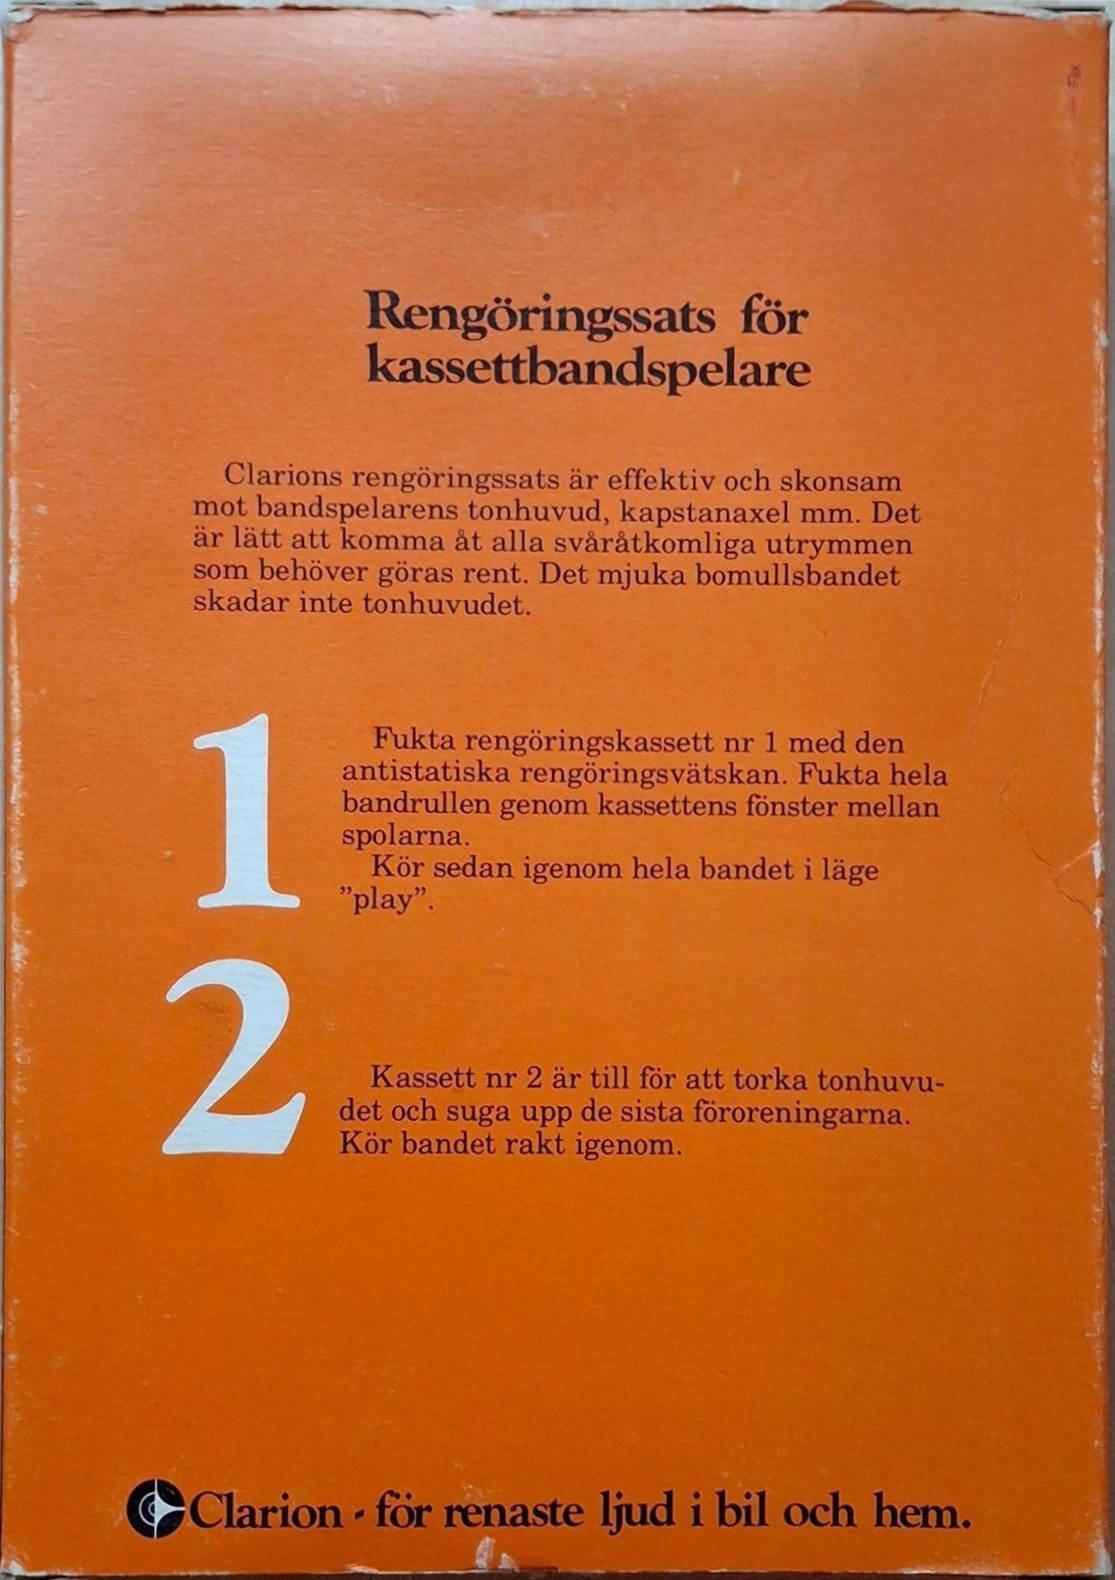 Rengöringssats för
kassettbandspelare
Clarions rengöringssats är effektiv och skonsam
mot bandspelarens tonhuvud, kapstanaxel mm. Det
är lätt att komma åt alla svåråtkomliga utrymmen
som behöver göras rent. Det mjuka bomullsbandet
skadar inte tonhuvudet.
1
Fukta rengöringskassett nr 1 med den
antistatiska rengöringsvätskan. Fukta hela
bandrullen genom kassettens fönster mellan
spolarna.
Kör sedan igenom hela bandet i läge
”play”.
2
Kassett nr 2 är till för att torka tonhuvu-
det och suga upp de sista föroreningarna.
Kör bandet rakt igenom.
Clarion - för renaste ljud i bil och hem.